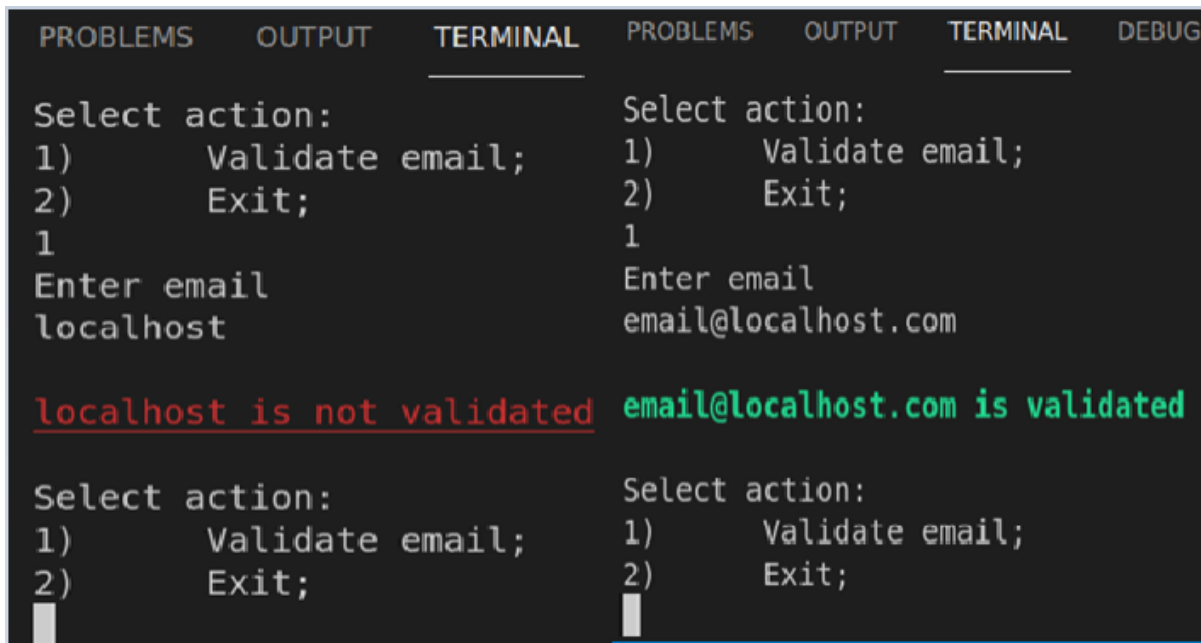 PROBLEMS OUTPUT TERMINAL
Select action:
1) Validate email;
2) Exit;
1
Enter email
localhost
localhost is not validated
Select action:
1) Validate email;
2) Exit;
PROBLEMS OUTPUT TERMINAL DEBUG
Select action:
1) Validate email;
2) Exit;
1
Enter email
email@localhost.com
email@localhost.com is validated
Select action:
1) Validate email;
2) Exit;